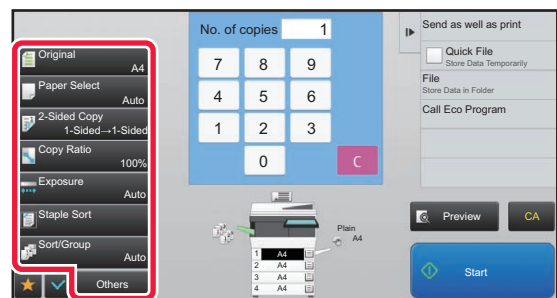 Original
A4
Paper Select
Auto
2-Sided Copy
1-Sided→1-Sided
Copy Ratio
100%
Exposure
Auto
Staple Sort
Sort/Group
Auto
Others
No. of copies 1
7 8 9
4 5 6
1 2 3
0 C
Plain
A4
1 A4
2 A4
3 A4
4 A4
Send as well as print
Quick File
Store Data Temporarily
File
Store Data in Folder
Call Eco Program
Preview
CA
Start